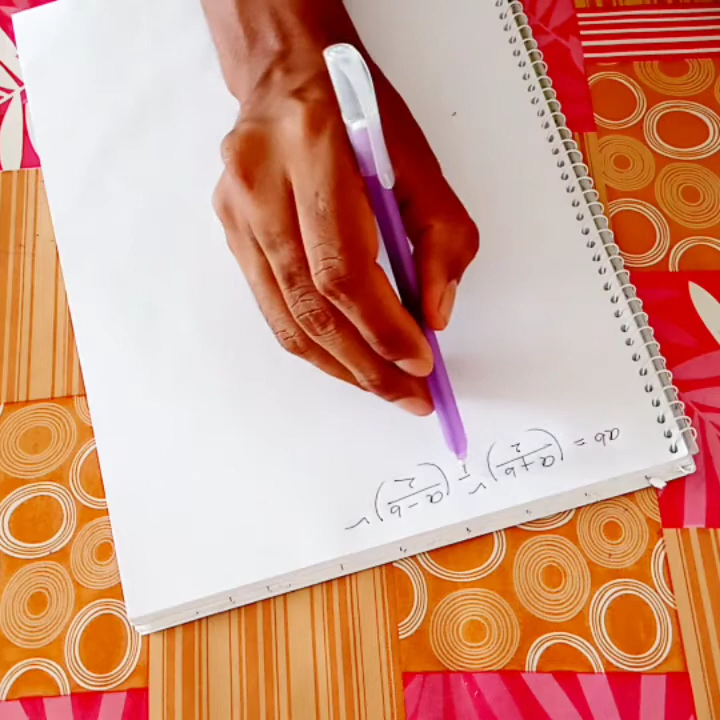 ab = (a+b/2)² - (a-b/2)²